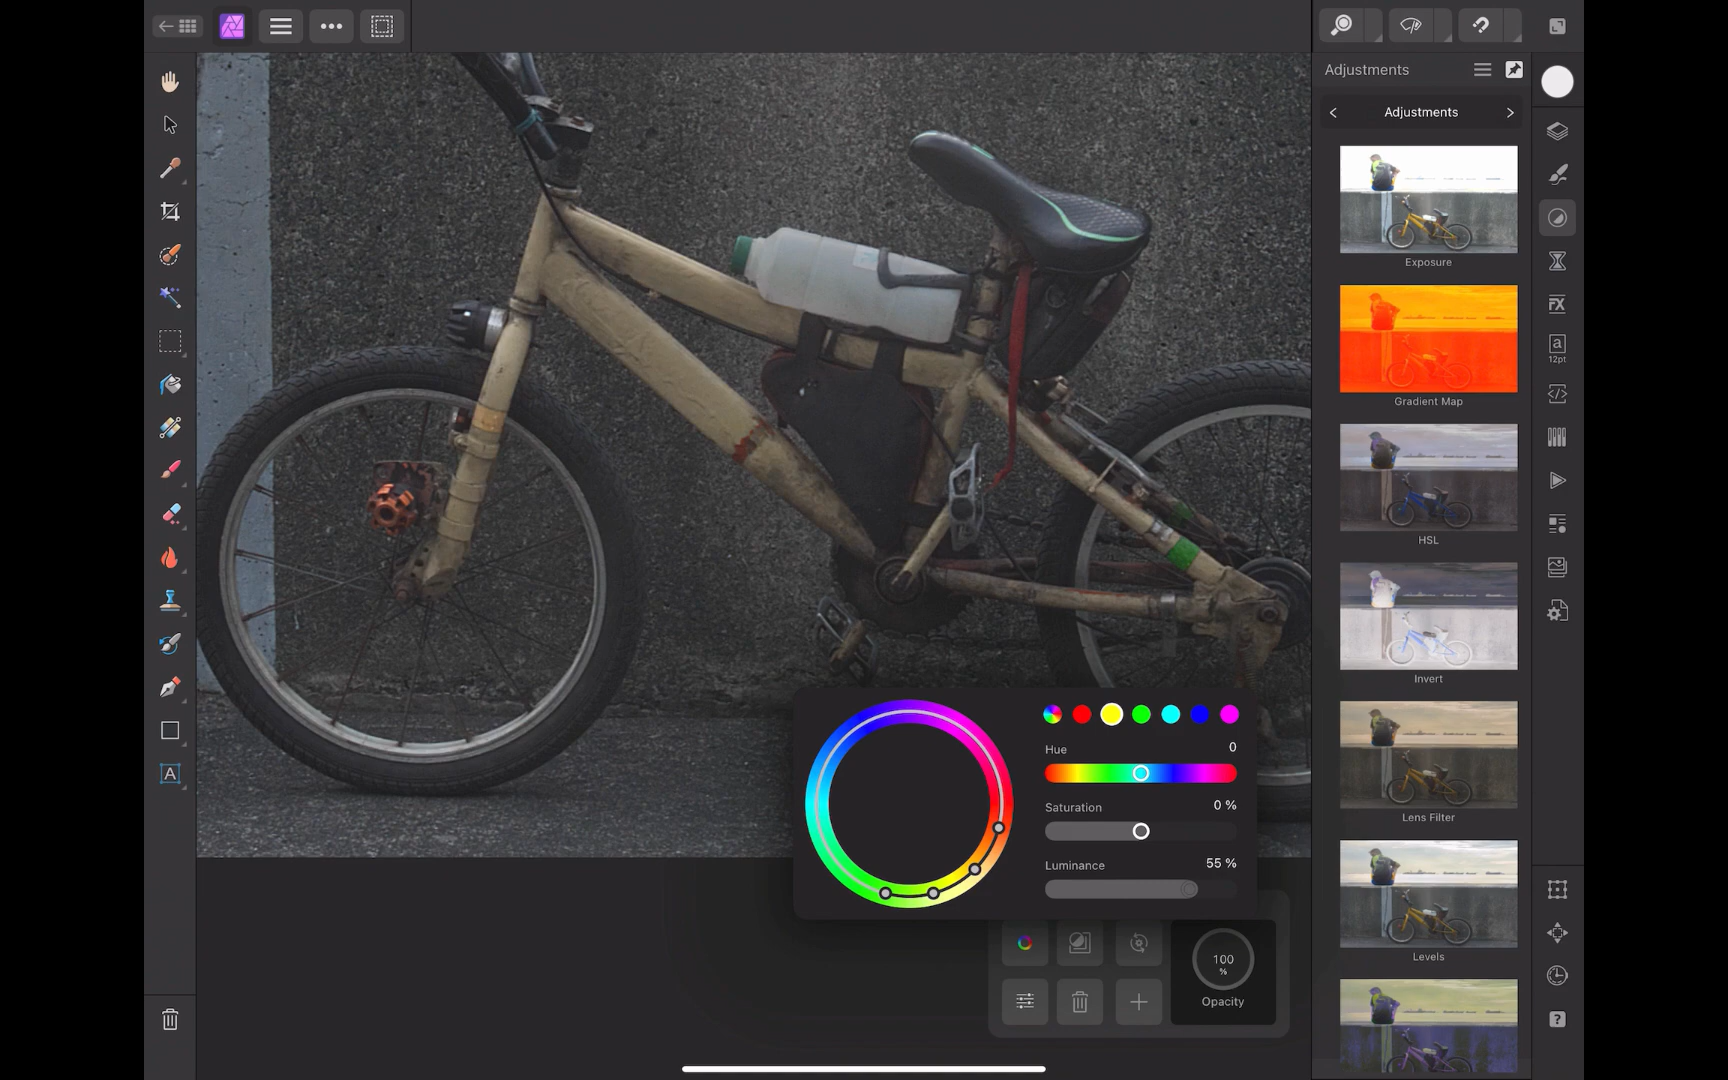 Adjustments
Adjustments
Exposure
Gradient Map
HSL
Invert
Lens Filter
Levels
a
12pt
FX
A
Hue 0
Saturation 0 %
Luminance 55 %
100
%
Opacity
?